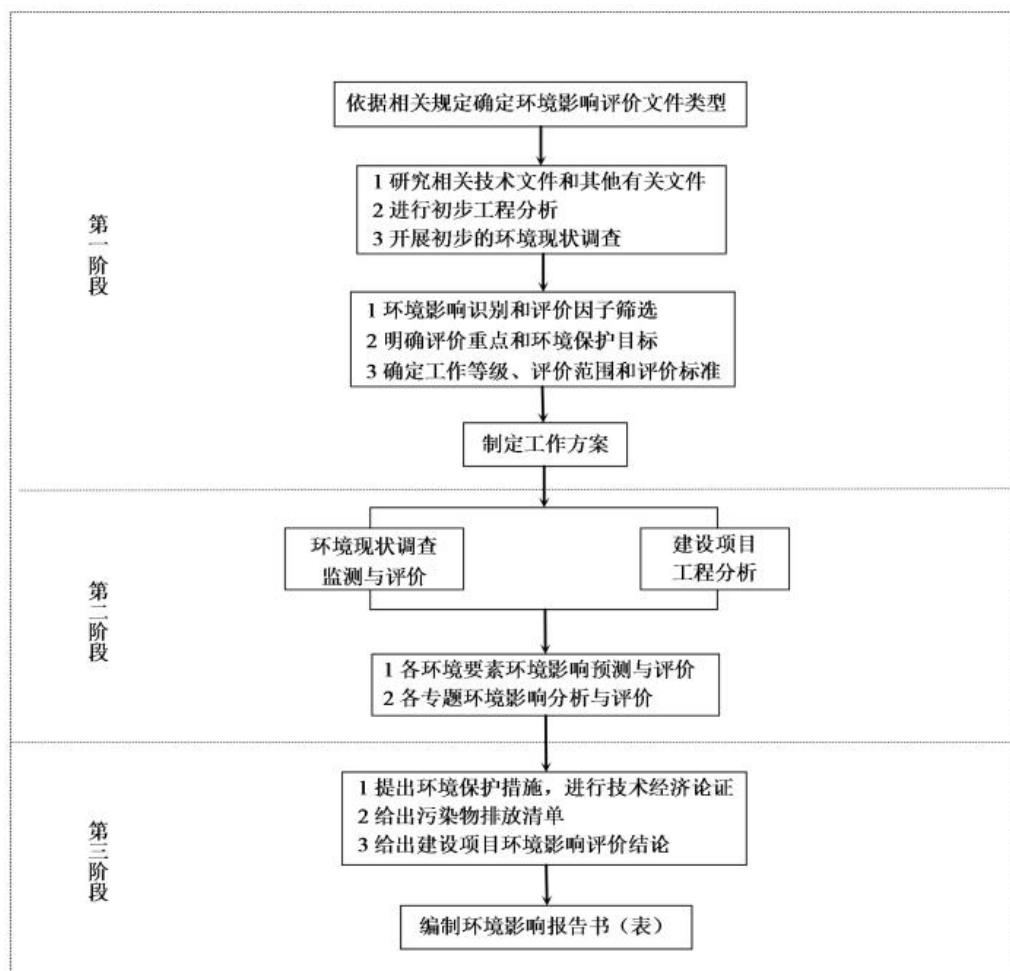 第一阶段
依据相关规定确定环境影响评价文件类型
1 研究相关技术文件和其他有关文件
2 进行初步工程分析
3 开展初步的环境现状调查
1 环境影响识别和评价因子筛选
2 明确评价重点和环境保护目标
3 确定工作等级、评价范围和评价标准
制定工作方案
第二阶段
环境现状调查
监测与评价
建设项目
工程分析
1 各环境要素环境影响预测与评价
2 各专题环境影响分析与评价
第三阶段
1 提出环境保护措施，进行技术经济论证
2 给出污染物排放清单
3 给出建设项目环境影响评价结论
编制环境影响报告书（表）